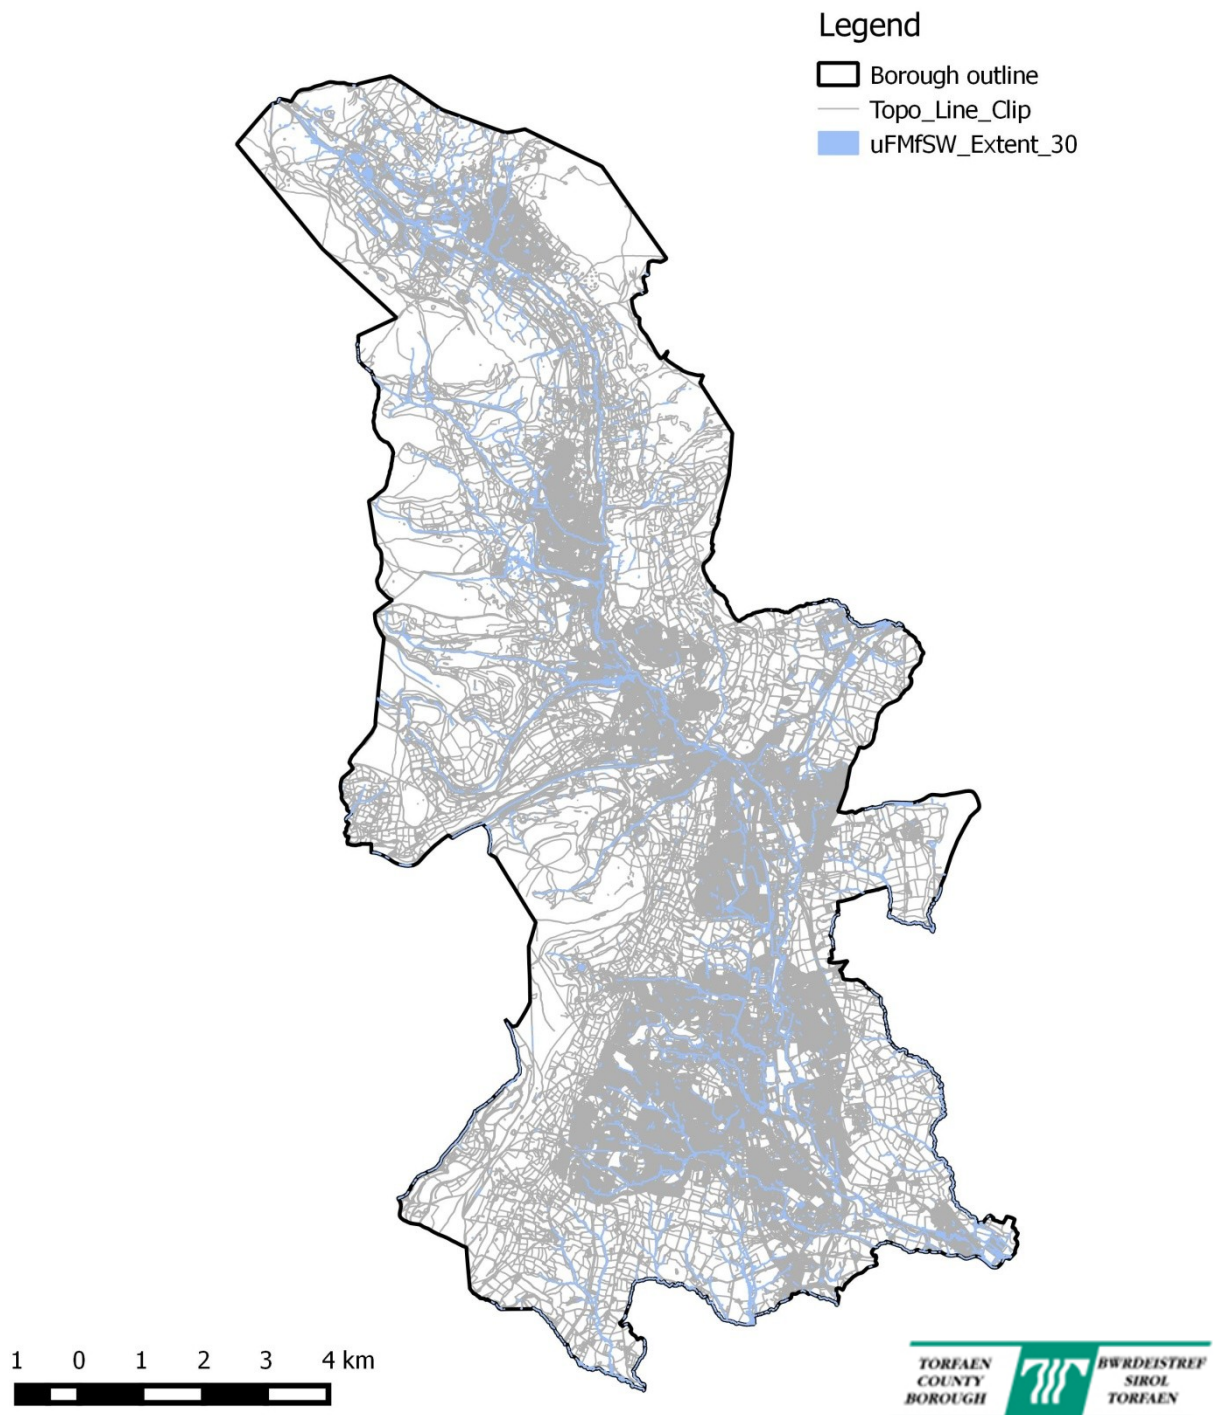 Legend
Borough outline
Topo_Line_Clip
uFMfSW_Extent_30
1 0 1 2 3 4 km
TORFAEN
COUNTY
BOROUGH
BWRDEISTREF
SIROL
TORFAEN